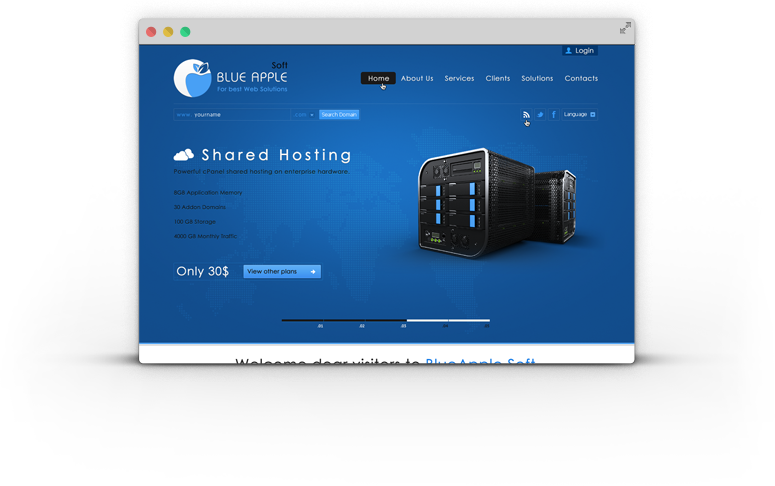 Login
Soft
BLUE APPLE
For best Web Solutions
Home About Us Services Clients Solutions Contacts
www. yourname .com Search Domain
f Language
Shared Hosting
Powerful cPanel shared hosting on enterprise hardware.
8GB Application Memory
30 Addon Domains
100 GB Storage
4000 GB Monthly Traffic
Only 30$ View other plans
.01 .02 .03 .04 .05
Welcome dear visitors to BlueApple Soft